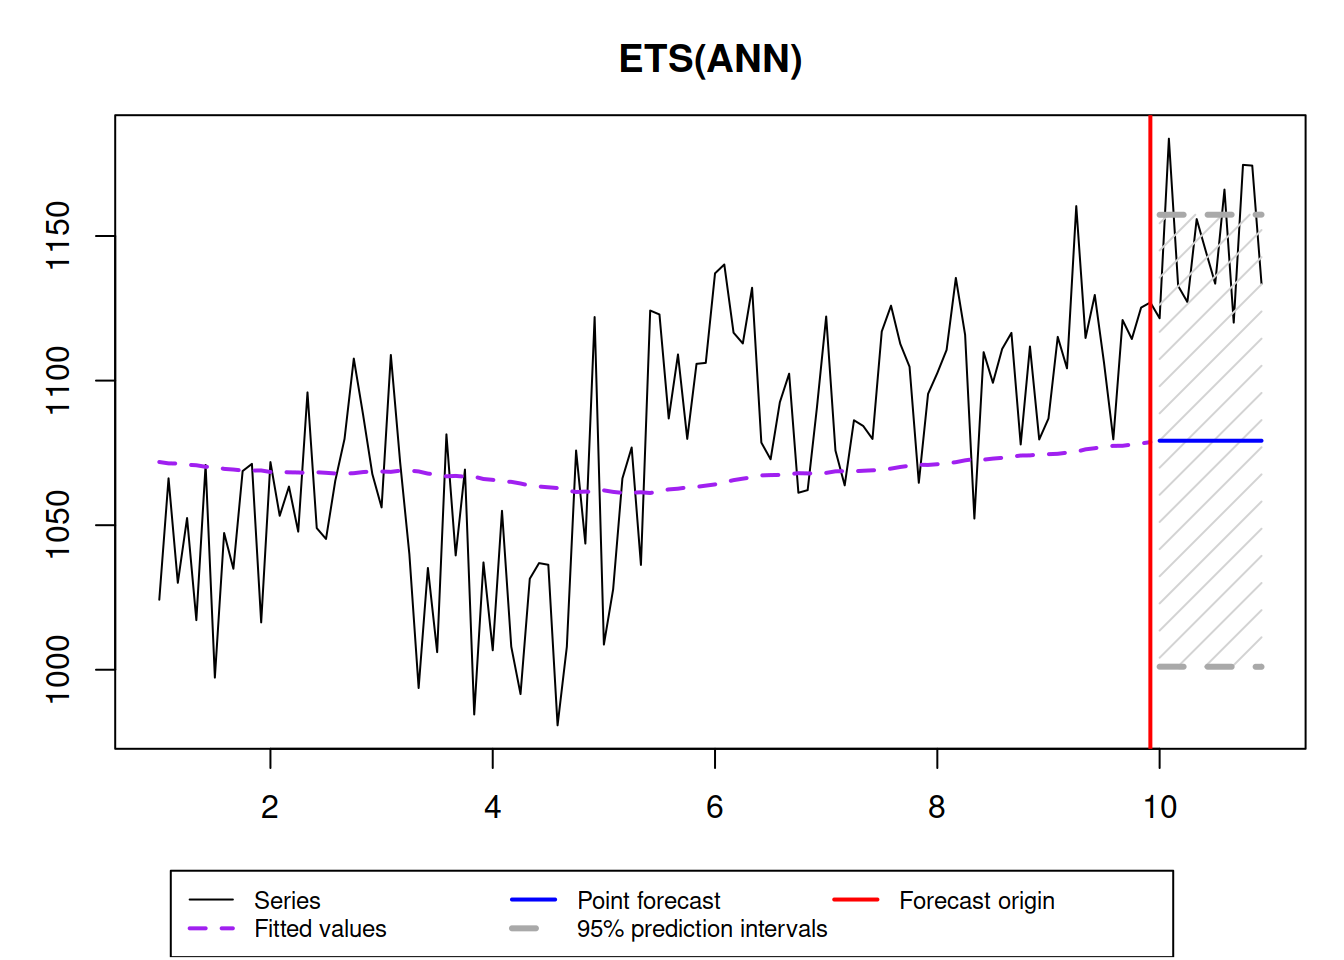 ETS(ANN)
1150
1100
1050
1000
2 4 6 8 10
Series Point forecast Forecast origin
Fitted values 95% prediction intervals